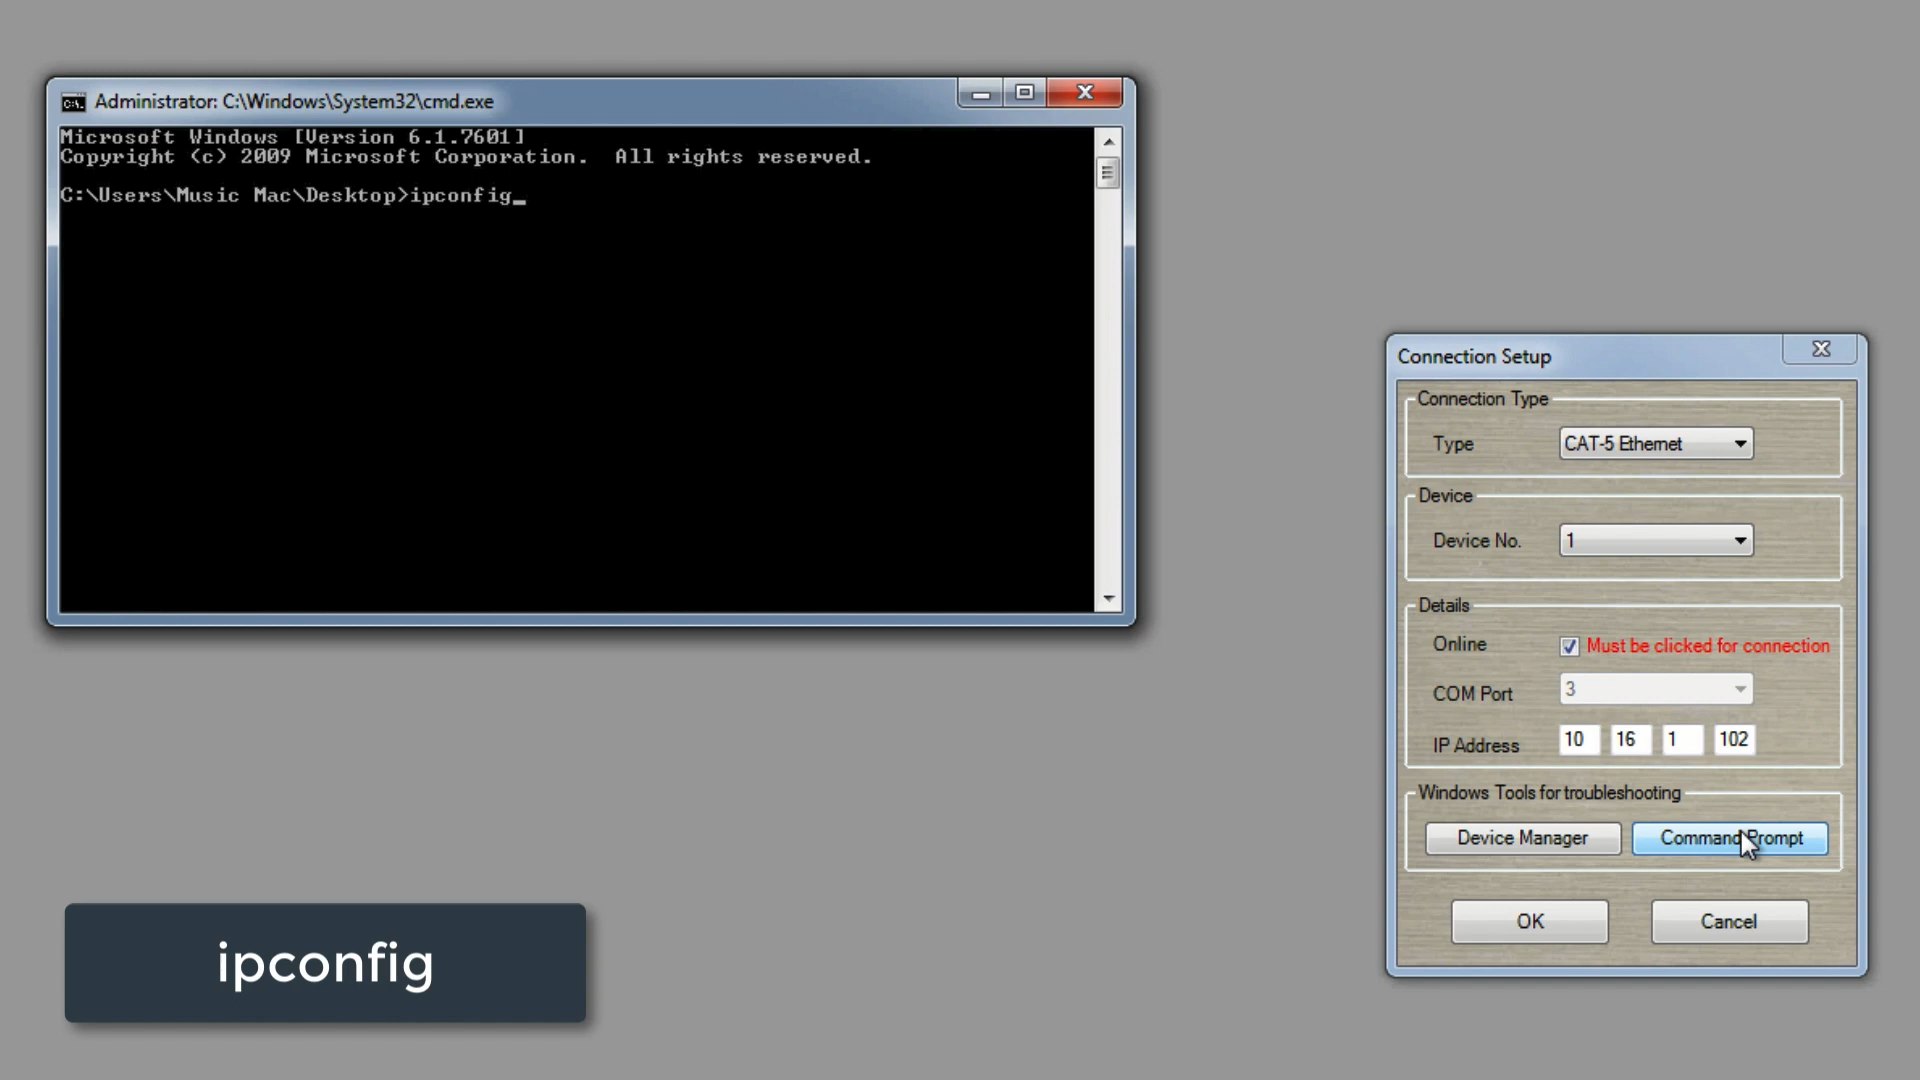 Administrator: C:\Windows\System32\cmd.exe
Microsoft Windows [Version 6.1.7601]
Copyright (c) 2009 Microsoft Corporation.  All rights reserved.
C:\Users\Music Mac\Desktop>ipconfig_
Connection Setup
Connection Type
Type CAT-5 Ethernet
Device
Device No. 1
Details
Online Must be clicked for connection
COM Port 3
IP Address 10 16 1 102
Windows Tools for troubleshooting
Device Manager Command Prompt
OK Cancel
ipconfig